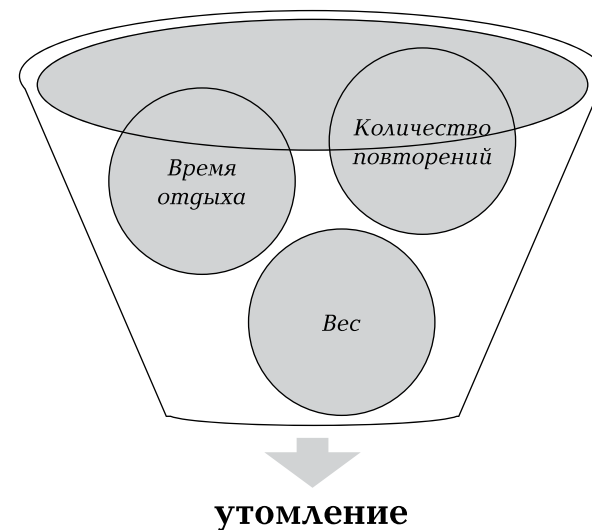 Количество
повторений
Время
отдыха
Вес
утомление